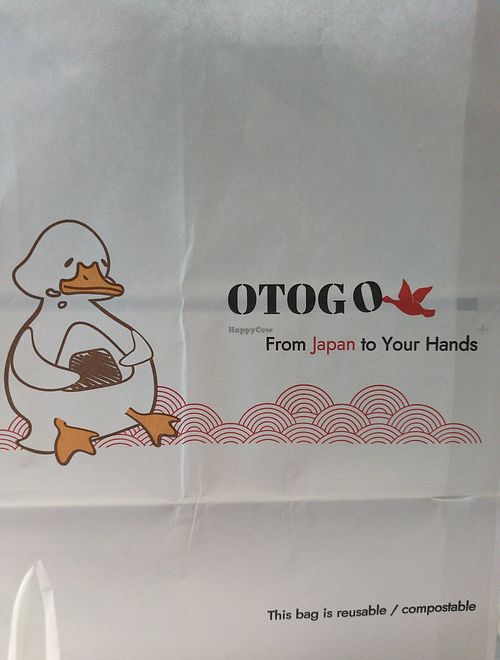 OTOGO
HappyCow
From Japan to Your Hands
This bag is reusable / compostable